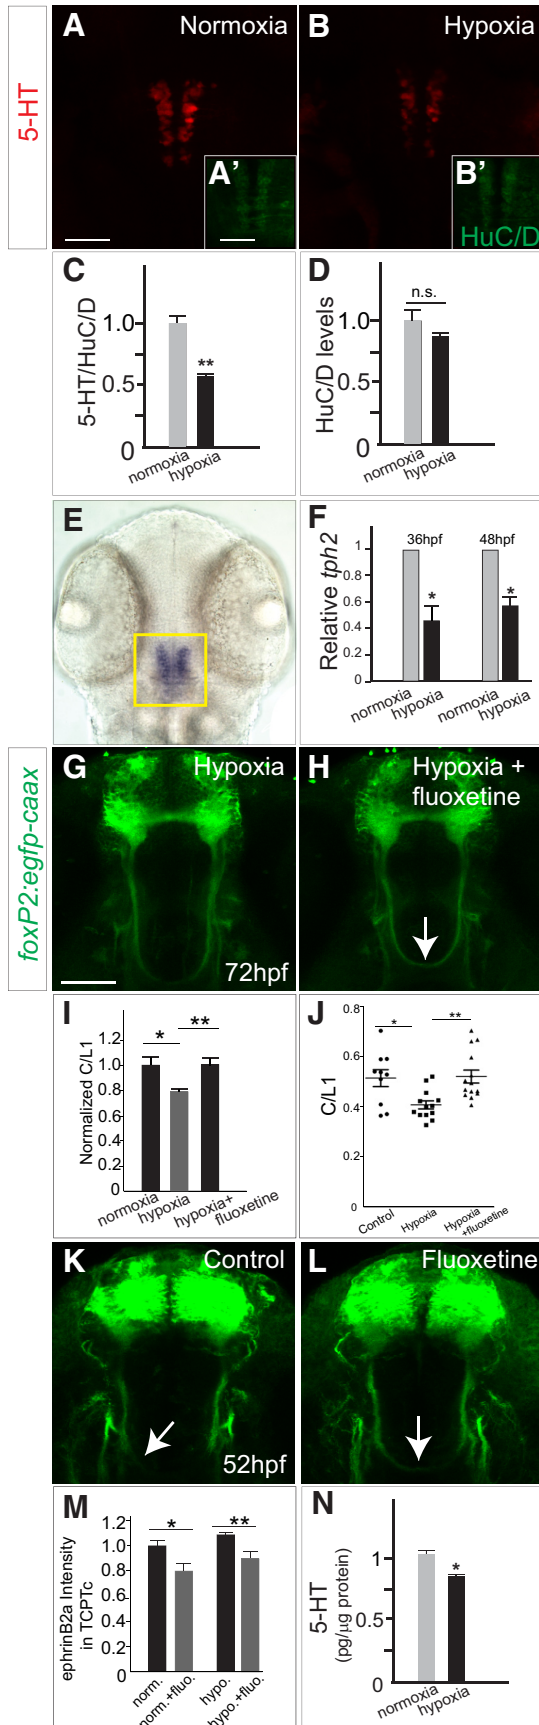 5-HT
A Normoxia
B Hypoxia
A'
B'
HuC/D
C
5-HT/HuC/D
1.0
0.5
0
**
normoxia
hypoxia
D
HuC/D levels
1.0
0.5
0
n.s.
normoxia
hypoxia
E
F
Relative tph2
1
0.8
0.6
0.4
0.2
0
36hpf
48hpf
*
*
normoxia
hypoxia
normoxia
hypoxia
foxP2:egfp-caax
G Hypoxia
72hpf
H Hypoxia +
fluoxetine
I
Normalized C/L1
1.2
1.0
0.8
0.6
0.2
0
* **
normoxia
hypoxia
hypoxia+
fluoxetine
J
C/L1
0.8
0.6
0.4
0.2
0
* **
Control
Hypoxia
Hypoxia
+fluoxetine
K Control
52hpf
L Fluoxetine
M
ephrinB2a Intensity
in TCPTc
1.2
1.0
0.8
0.6
0.4
0.2
0
* **
norm.
norm.+fluo.
hypo.
hypo.+fluo.
N
5-HT
(pg/µg protein)
1
0.5
0
*
normoxia
hypoxia